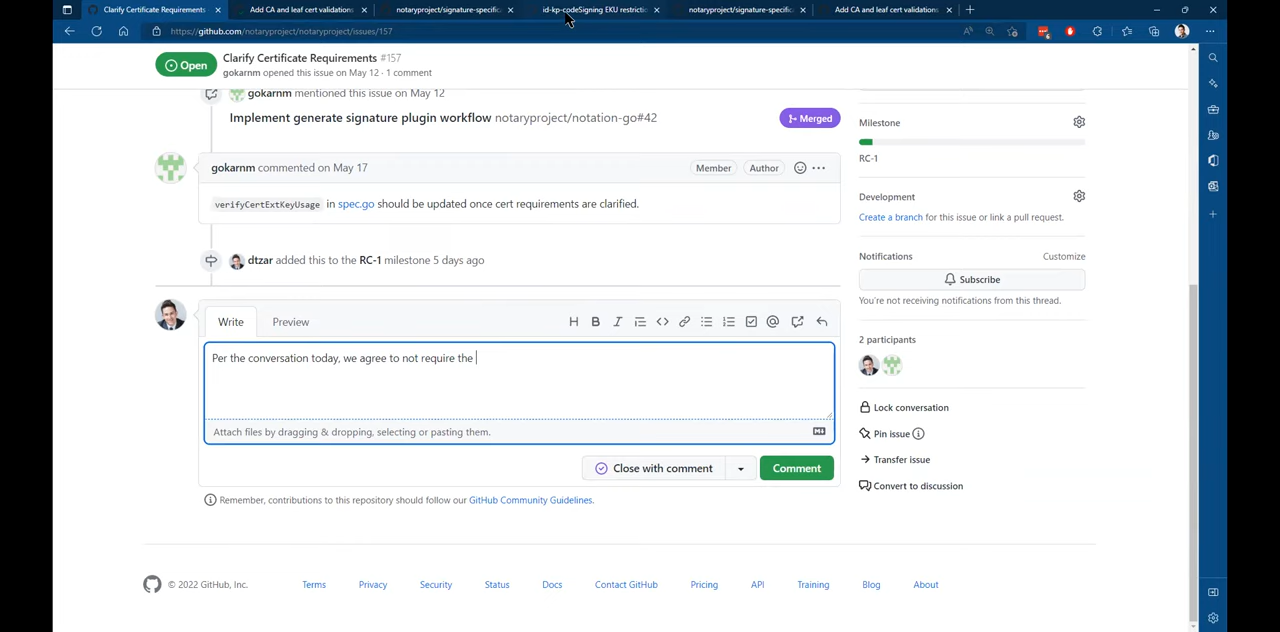 Clarify Certificate Requirements
Add CA and leaf cert validations
notaryproject/signature-specific
id-kp-codeSigning EKU restrictio
notaryproject/signature-specific
Add CA and leaf cert validations
https://github.com/notaryproject/notaryproject/issues/157
Open
Clarify Certificate Requirements #157
gokarnm opened this issue on May 12 · 1 comment
gokarnm mentioned this issue on May 12
Implement generate signature plugin workflow notaryproject/notation-go#42
Merged
gokarnm commented on May 17
Member
Author
verifyCertExtKeyUsage in spec.go should be updated once cert requirements are clarified.
dtzar added this to the RC-1 milestone 5 days ago
Write
Preview
Per the conversation today, we agree to not require the
Attach files by dragging & dropping, selecting or pasting them.
Close with comment
Comment
Remember, contributions to this repository should follow our GitHub Community Guidelines.
Milestone
RC-1
Development
Create a branch for this issue or link a pull request.
Notifications
Customize
Subscribe
You're not receiving notifications from this thread.
2 participants
Lock conversation
Pin issue
Transfer issue
Convert to discussion
© 2022 GitHub, Inc.
Terms
Privacy
Security
Status
Docs
Contact GitHub
Pricing
API
Training
Blog
About